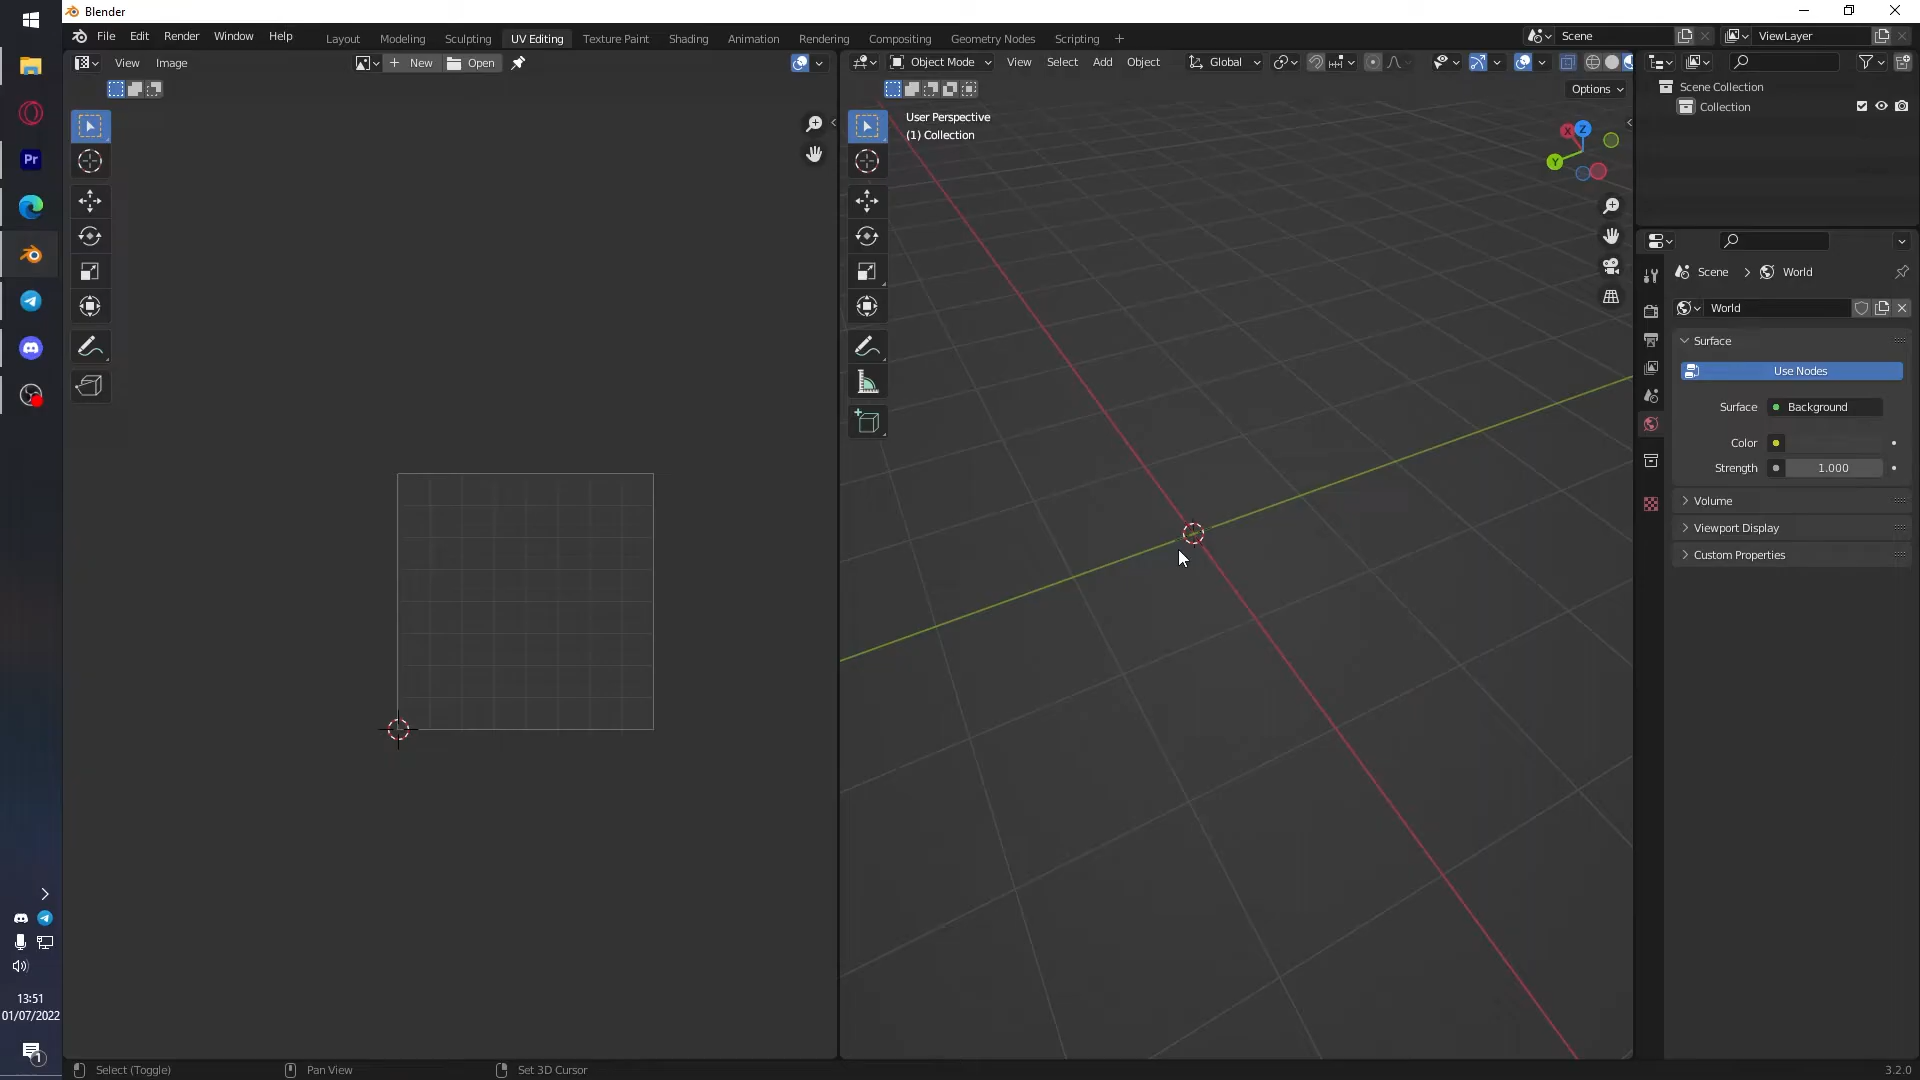 Blender
File Edit Render Window Help
Layout Modeling Sculpting UV Editing Texture Paint Shading Animation Rendering Compositing Geometry Nodes Scripting
Scene
ViewLayer
View Image
New
Open
Object Mode
View Select Add Object
Global
Options
User Perspective
(1) Collection
X
Y
Z
Scene Collection
Collection
Scene
World
World
Surface
Use Nodes
Surface
Background
Color
Strength
1.000
Volume
Viewport Display
Custom Properties
Pr
13:51
01/07/2022
1
Select (Toggle)
Pan View
Set 3D Cursor
3.2.0